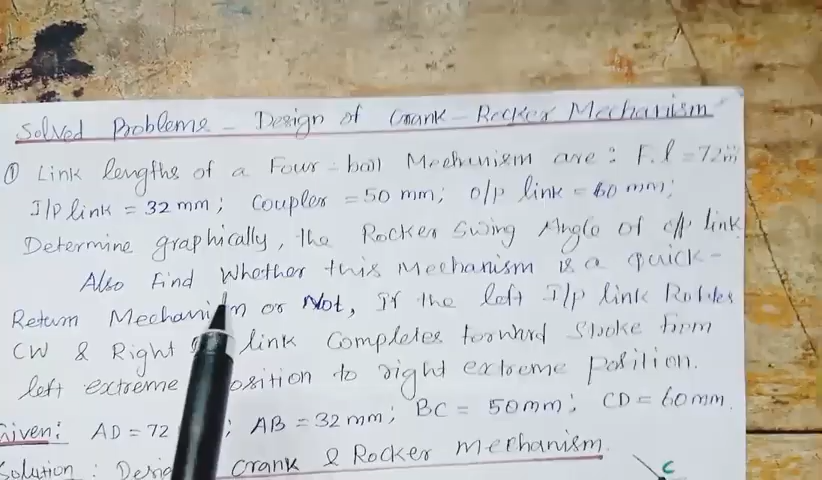 Solved Problems - Design of Crank-Rocker Mechanism
① Link lengths of a Four-bar Mechanism are: F.l = 72m
I/P link = 32 mm; Coupler = 50 mm; O/P link = 60 mm;
Determine graphically, the Rocker Swing Angle of o/p link
Also Find Whether this Mechanism is a quick-
Return or Not, If the left I/p link Rotates
CW & Right link Completes forward Stroke from
left extreme position to right extreme position.
Given: AD = 72 ; AB = 32 mm; BC = 50mm; CD = 60mm.
Solution: Crank & Rocker mechanism.
C